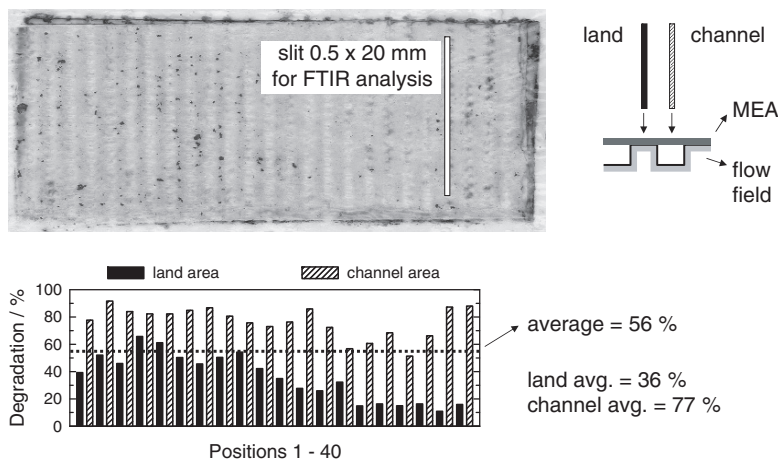 slit 0.5 x 20 mm
for FTIR analysis
land
channel
MEA
flow
field
land area
channel area
Degradation / %
100
80
60
40
20
0
Positions 1 - 40
average = 56 %
land avg. = 36 %
channel avg. = 77 %